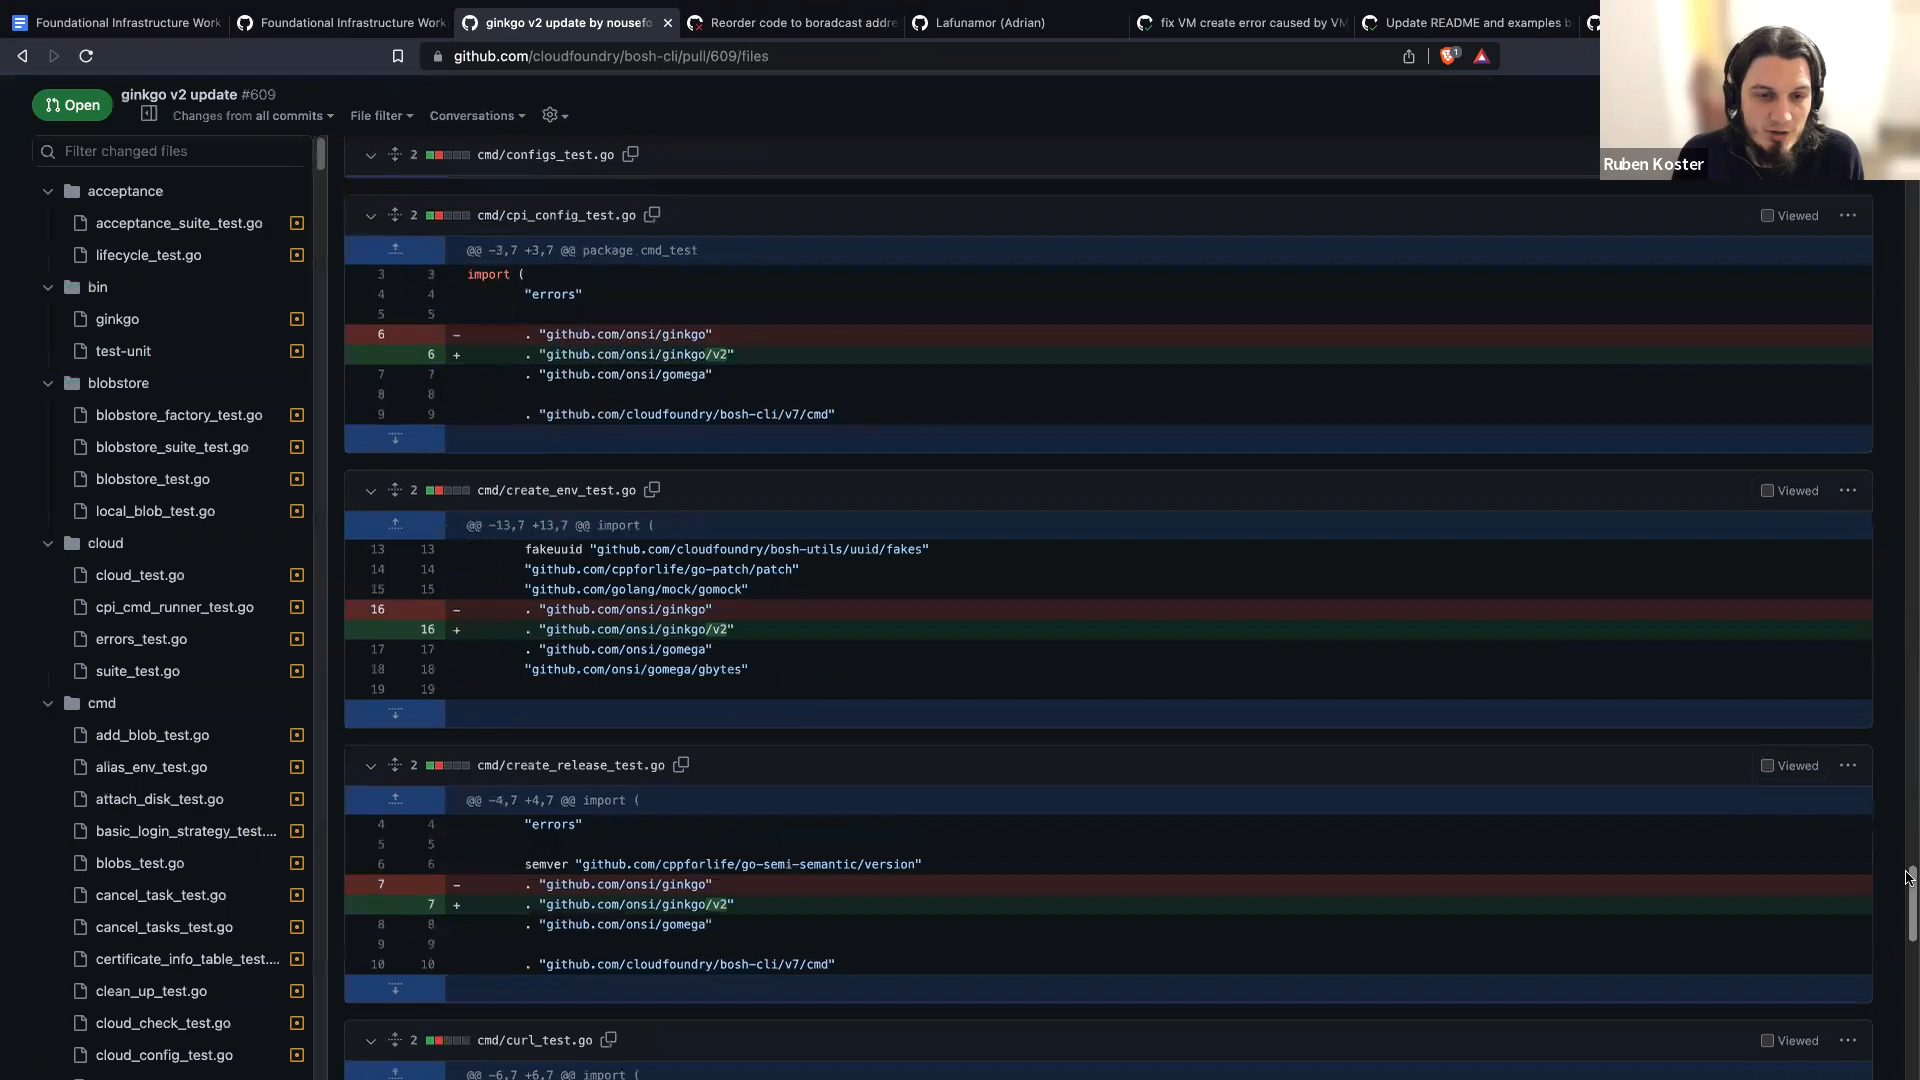 Foundational Infrastructure Work
Foundational Infrastructure Work
ginkgo v2 update by nousefo
Reorder code to boradcast addre
Lafunamor (Adrian)
fix VM create error caused by VM
Update README and examples b
github.com/cloudfoundry/bosh-cli/pull/609/files
1
Open
ginkgo v2 update #609
Changes from all commits
File filter
Conversations
Filter changed files
acceptance
acceptance_suite_test.go
lifecycle_test.go
bin
ginkgo
test-unit
blobstore
blobstore_factory_test.go
blobstore_suite_test.go
blobstore_test.go
local_blob_test.go
cloud
cloud_test.go
cpi_cmd_runner_test.go
errors_test.go
suite_test.go
cmd
add_blob_test.go
alias_env_test.go
attach_disk_test.go
basic_login_strategy_test....
blobs_test.go
cancel_task_test.go
cancel_tasks_test.go
certificate_info_table_test....
clean_up_test.go
cloud_check_test.go
cloud_config_test.go
2 cmd/configs_test.go
2 cmd/cpi_config_test.go
Viewed
@@ -3,7 +3,7 @@ package cmd_test
3 3 import (
4 4 "errors"
5 5
6 - . "github.com/onsi/ginkgo"
6 + . "github.com/onsi/ginkgo/v2"
7 7 . "github.com/onsi/gomega"
8 8
9 9 . "github.com/cloudfoundry/bosh-cli/v7/cmd"
2 cmd/create_env_test.go
Viewed
@@ -13,7 +13,7 @@ import (
13 13 fakeuuid "github.com/cloudfoundry/bosh-utils/uuid/fakes"
14 14 "github.com/cppforlife/go-patch/patch"
15 15 "github.com/golang/mock/gomock"
16 - . "github.com/onsi/ginkgo"
16 + . "github.com/onsi/ginkgo/v2"
17 17 . "github.com/onsi/gomega"
18 18 "github.com/onsi/gomega/gbytes"
19 19
2 cmd/create_release_test.go
Viewed
@@ -4,7 +4,7 @@ import (
4 4 "errors"
5 5
6 6 semver "github.com/cppforlife/go-semi-semantic/version"
7 - . "github.com/onsi/ginkgo"
7 + . "github.com/onsi/ginkgo/v2"
8 8 . "github.com/onsi/gomega"
9 9
10 10 . "github.com/cloudfoundry/bosh-cli/v7/cmd"
2 cmd/curl_test.go
Viewed
@@ -6,7 +6,7 @@ import (
Ruben Koster